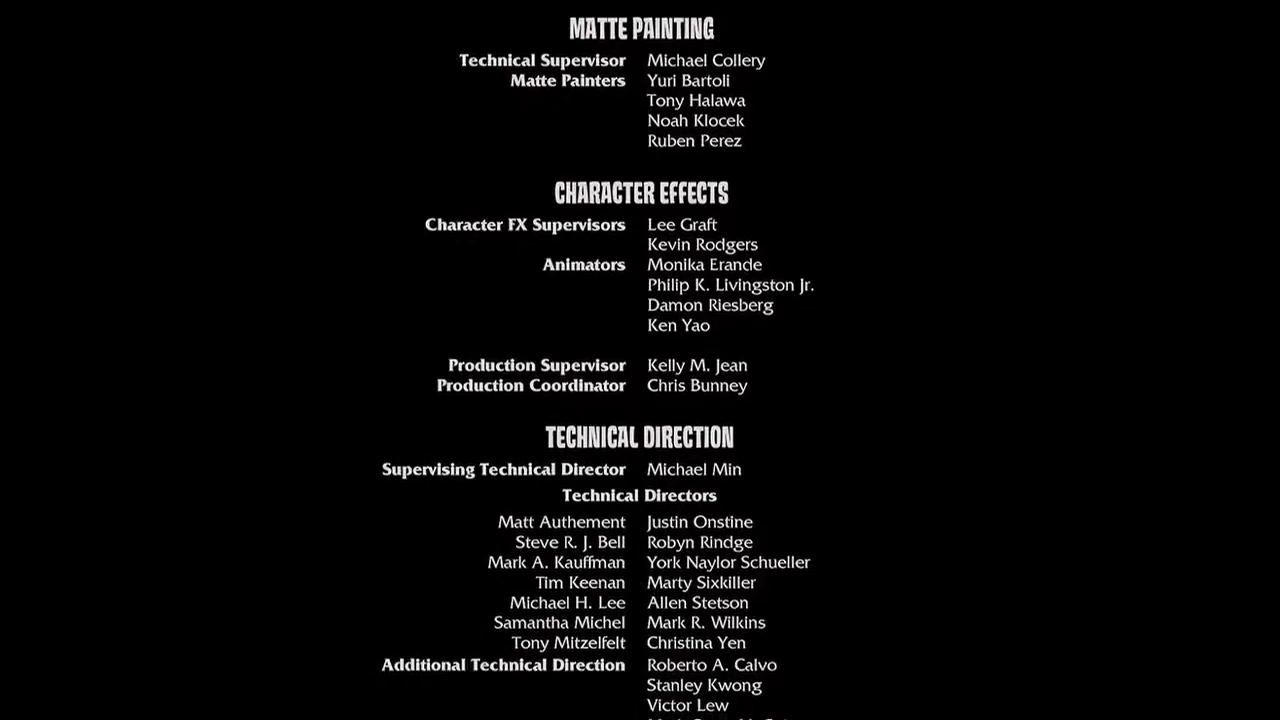 MATTE PAINTING
Technical Supervisor Michael Collery
Matte Painters Yuri Bartoli
Tony Halawa
Noah Klocek
Ruben Perez
CHARACTER EFFECTS
Character FX Supervisors Lee Graft
Kevin Rodgers
Animators Monika Erande
Philip K. Livingston Jr.
Damon Riesberg
Ken Yao
Production Supervisor Kelly M. Jean
Production Coordinator Chris Bunney
TECHNICAL DIRECTION
Supervising Technical Director Michael Min
Technical Directors
Matt Authement Justin Onstine
Steve R. J. Bell Robyn Rindge
Mark A. Kauffman York Naylor Schueller
Tim Keenan Marty Sixkiller
Michael H. Lee Allen Stetson
Samantha Michel Mark R. Wilkins
Tony Mitzelfelt Christina Yen
Additional Technical Direction Roberto A. Calvo
Stanley Kwong
Victor Lew